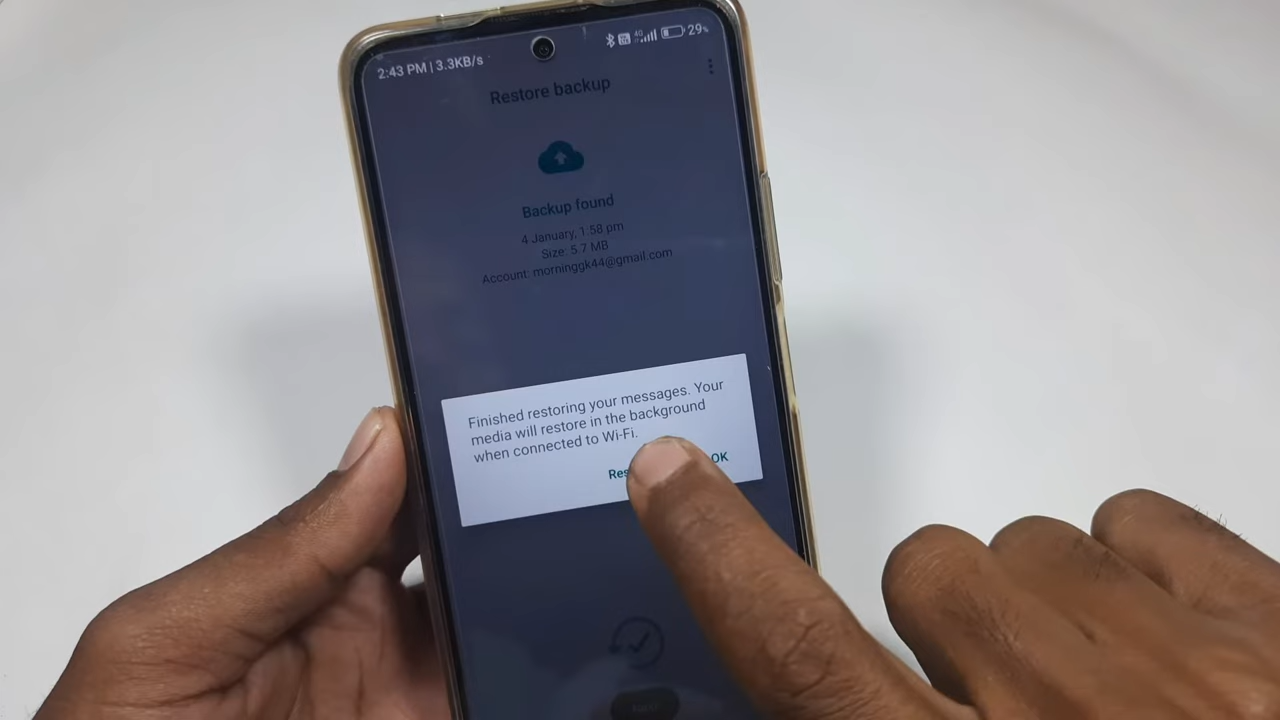 2:43 PM | 3.3KB/s
4G
29%
Restore backup
Backup found
4 January, 1:58 pm
Size: 5.7 MB
Account: morninggk44@gmail.com
Finished restoring your messages. Your
media will restore in the background
when connected to Wi-Fi.
OK